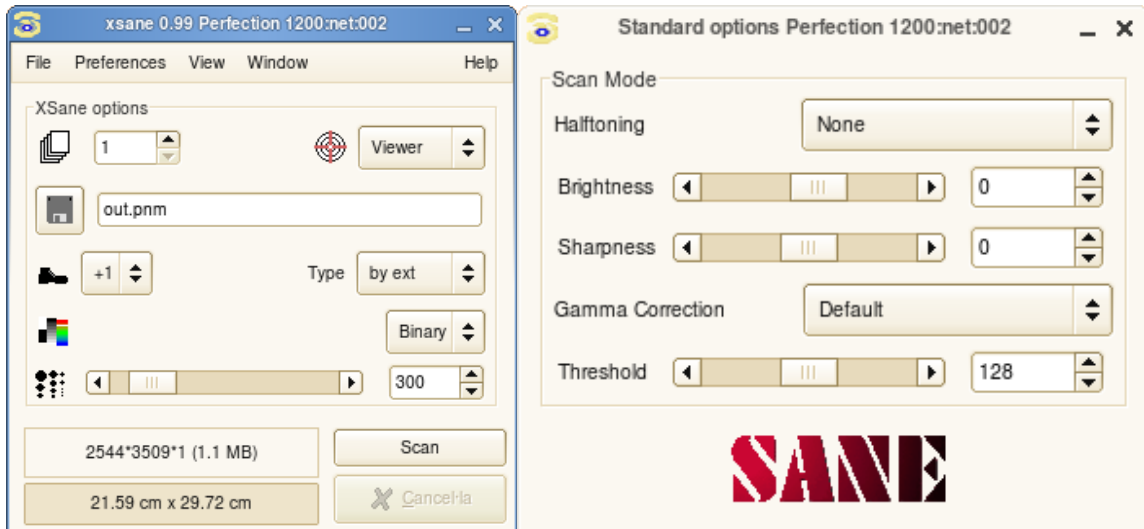 xsane 0.99 Perfection 1200:net:002
File Preferences View Window Help
XSane options
1 Viewer
out.pnm
+1 Type by ext
Binary
300
2544*3509*1 (1.1 MB) Scan
21.59 cm x 29.72 cm Cancel·la
Standard options Perfection 1200:net:002
Scan Mode
Halftoning None
Brightness 0
Sharpness 0
Gamma Correction Default
Threshold 128
SANE